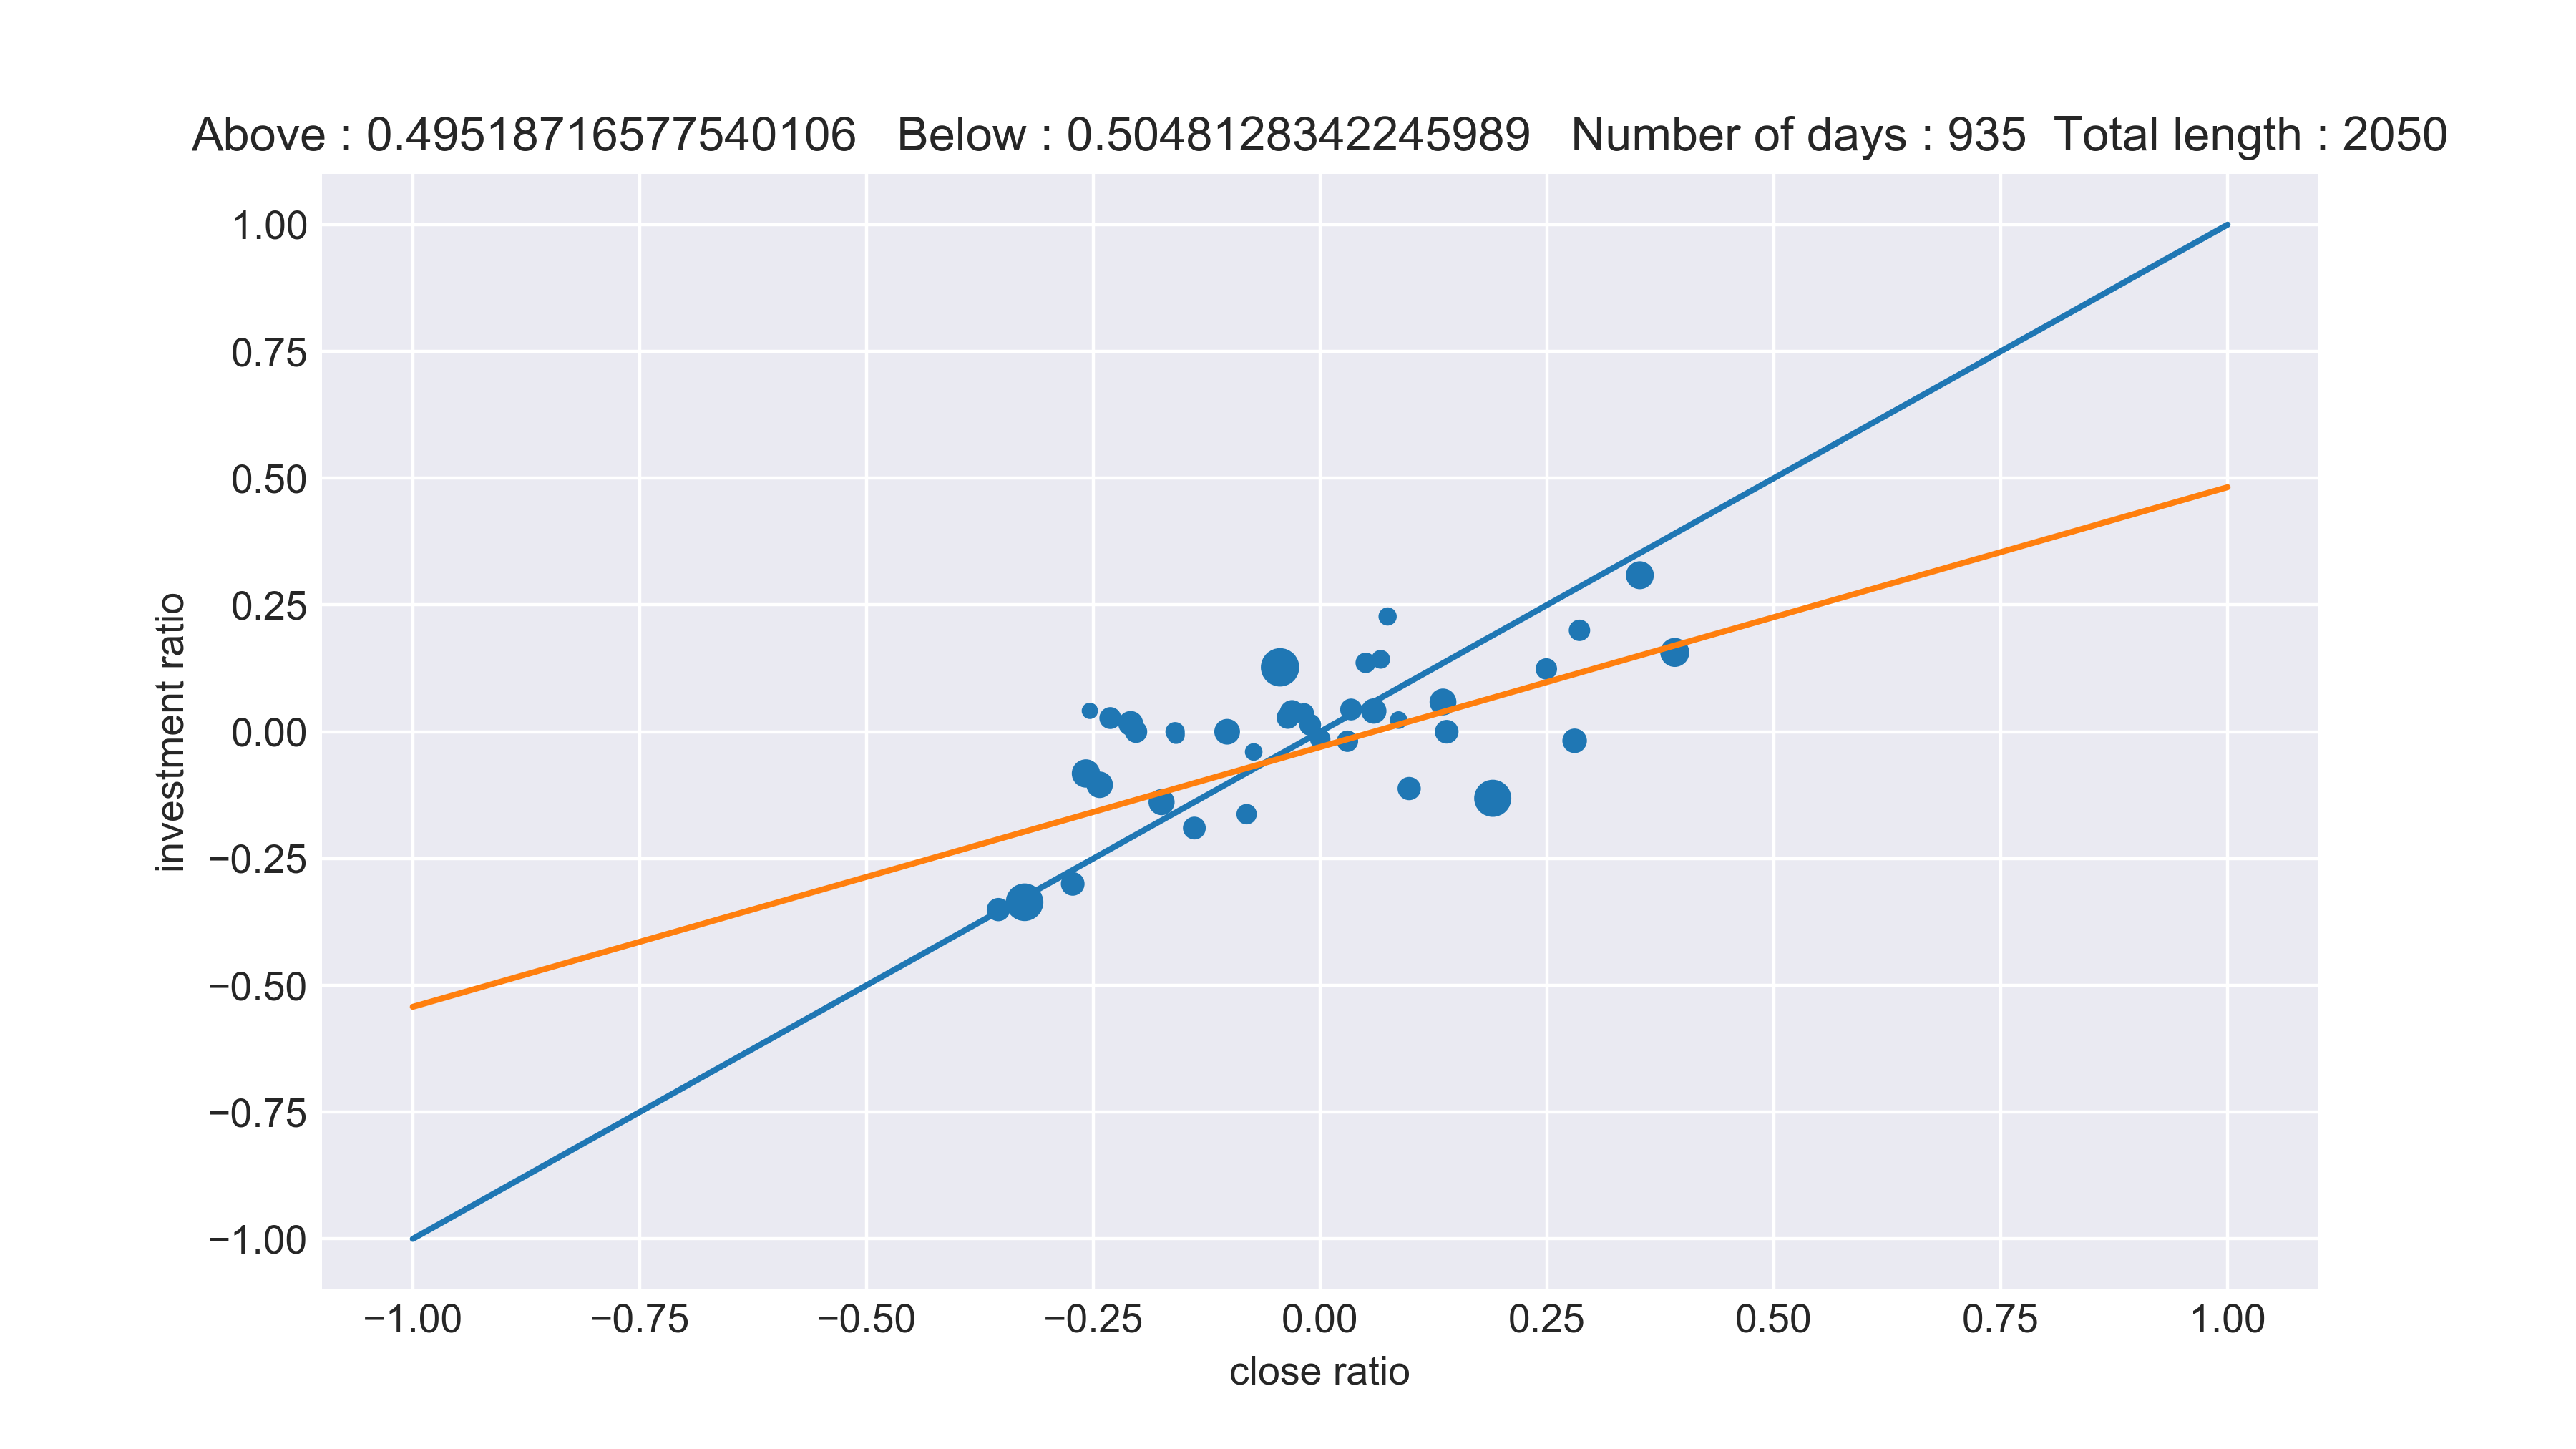 Above : 0.49518716577540106   Below : 0.5048128342245989   Number of days : 935  Total length : 2050
1.00
0.75
0.50
0.25
0.00
−0.25
−0.50
−0.75
−1.00
investment ratio
−1.00 −0.75 −0.50 −0.25 0.00 0.25 0.50 0.75 1.00
close ratio